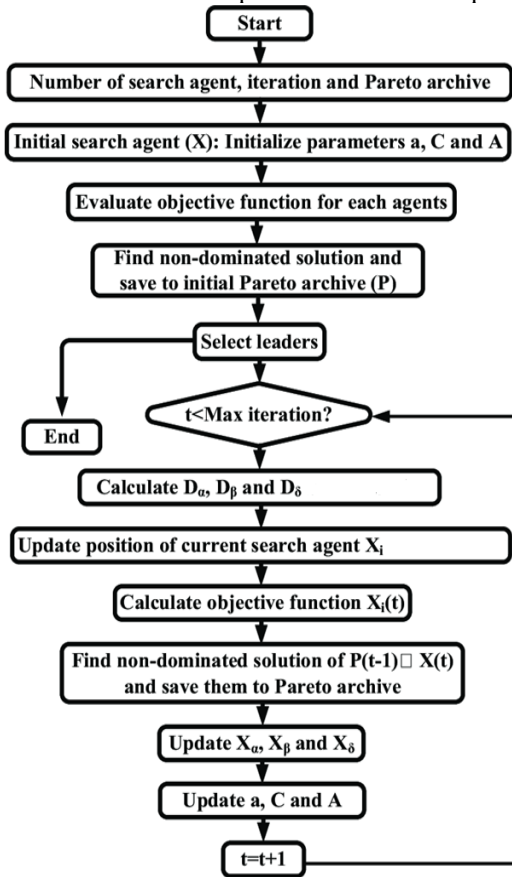 Start
Number of search agent, iteration and Pareto archive
Initial search agent (X): Initialize parameters a, C and A
Evaluate objective function for each agents
Find non-dominated solution and
save to initial Pareto archive (P)
Select leaders
t<Max iteration?
End
Calculate Dα, Dβ and Dδ
Update position of current search agent Xi
Calculate objective function Xi(t)
Find non-dominated solution of P(t-1)□ X(t)
and save them to Pareto archive
Update Xα, Xβ and Xδ
Update a, C and A
t=t+1